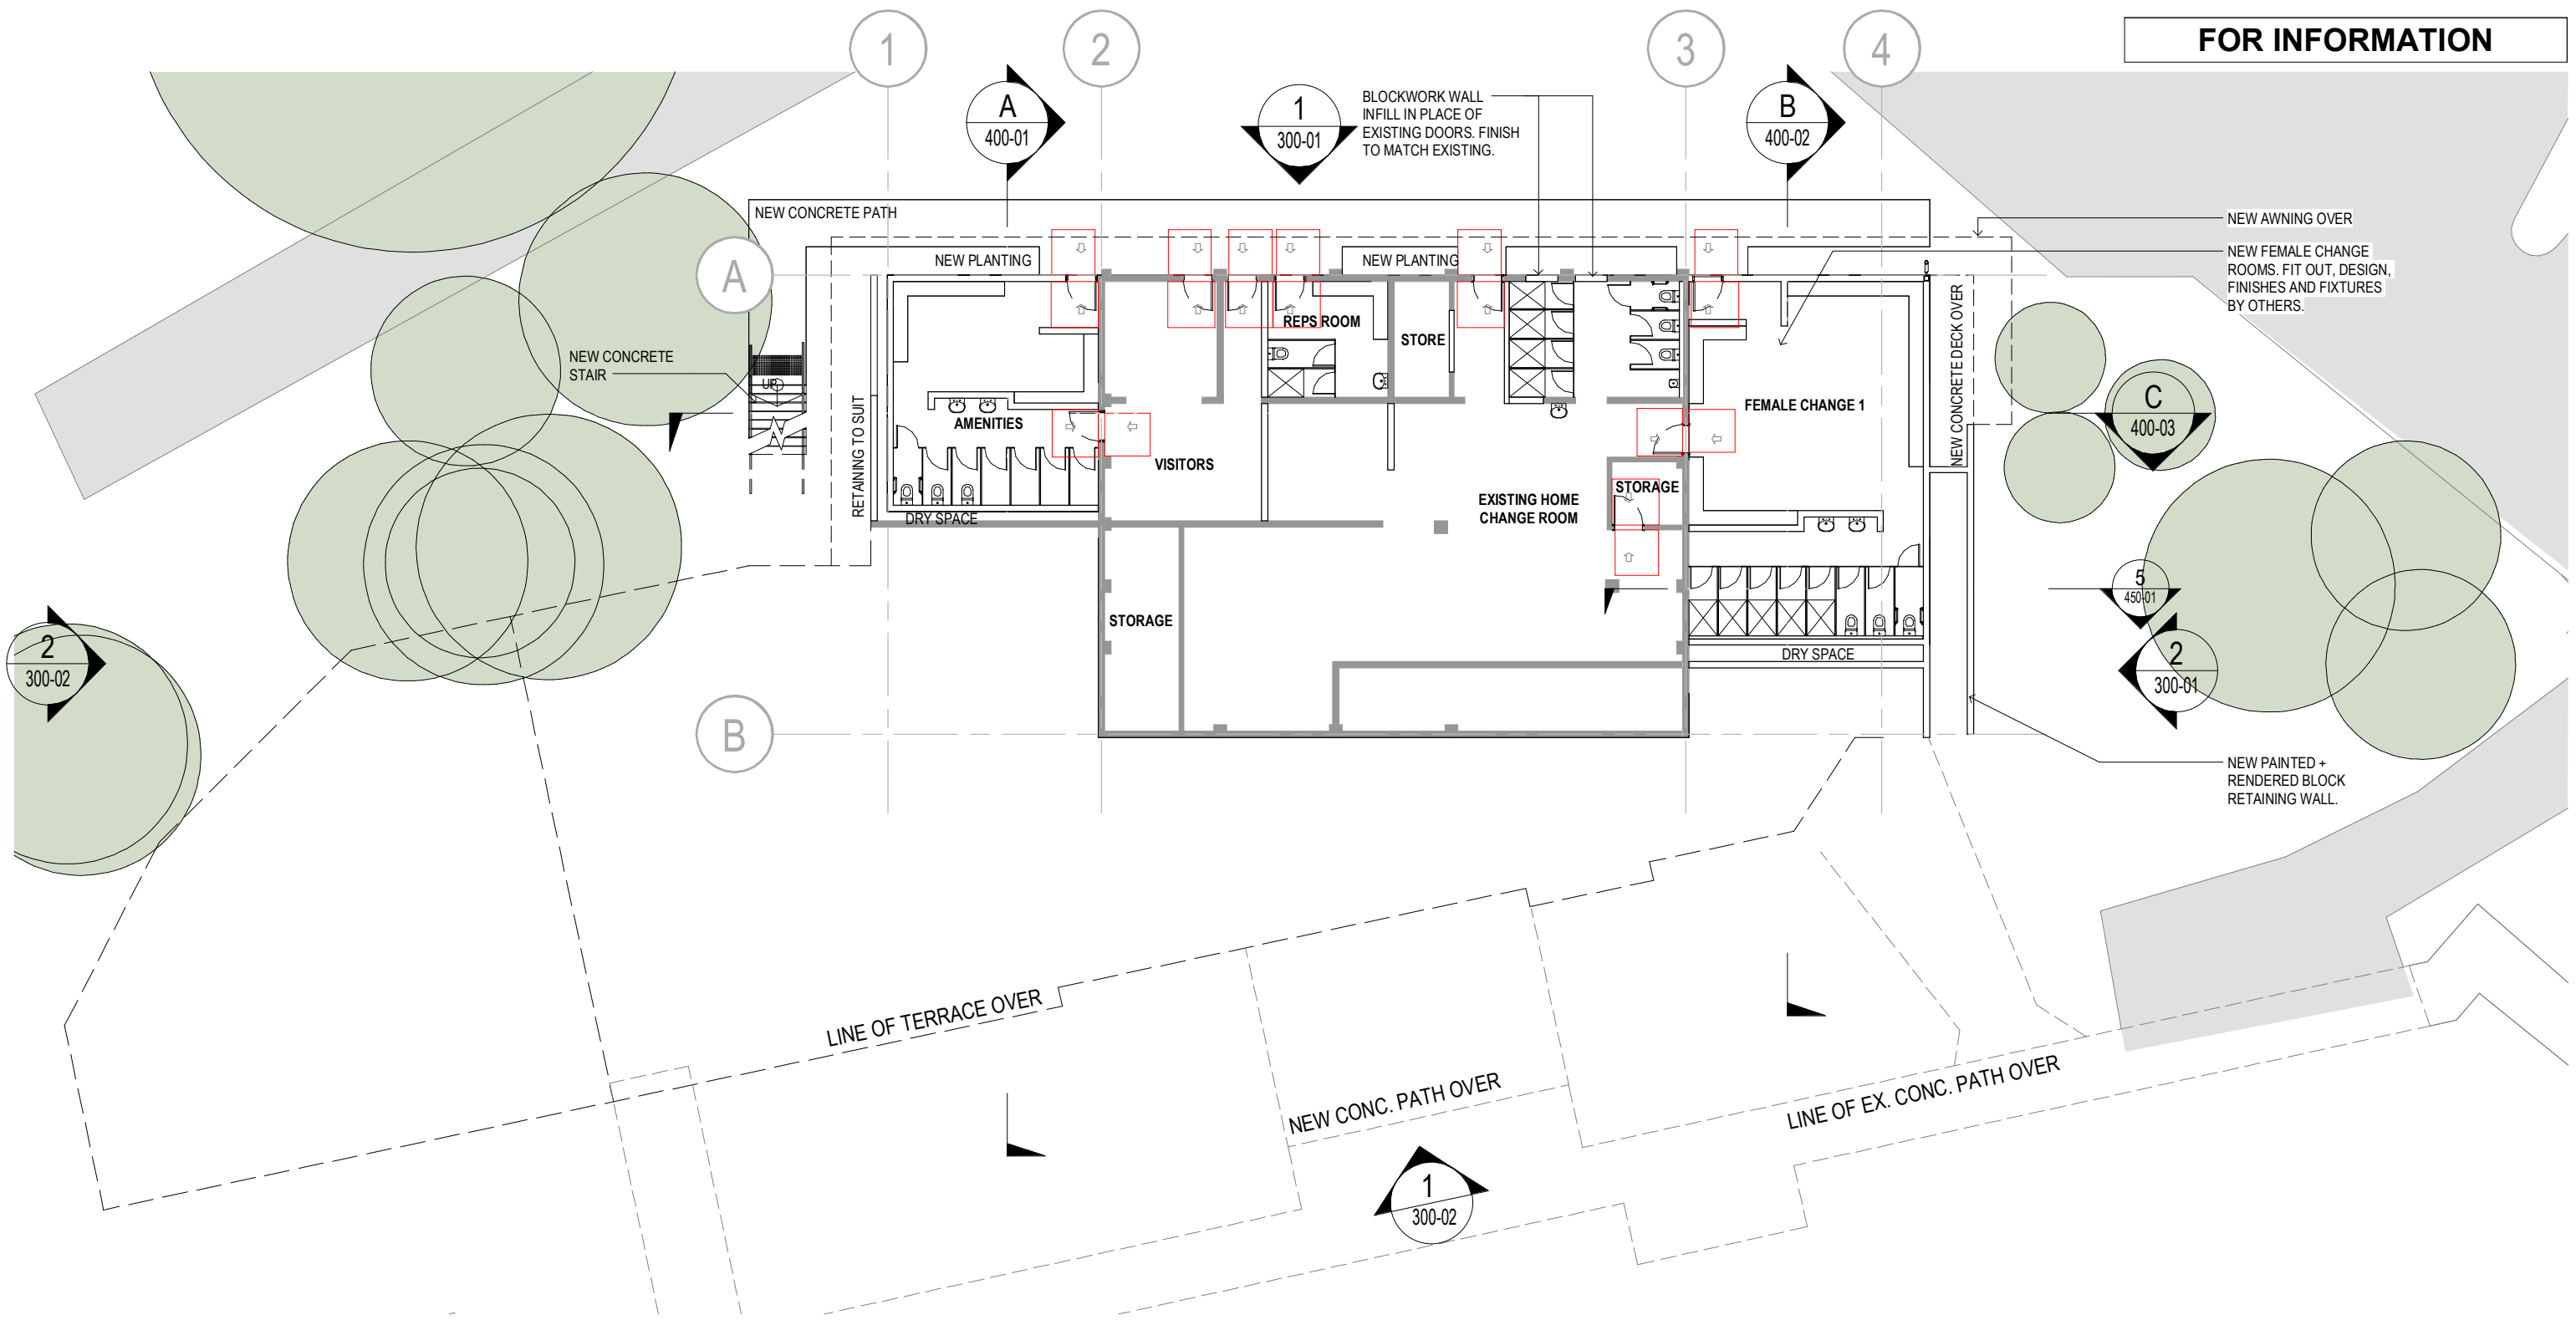 FOR INFORMATION
1
2
3
4
A
400-01
1
300-01
BLOCKWORK WALL
INFILL IN PLACE OF
EXISTING DOORS. FINISH
TO MATCH EXISTING.
B
400-02
NEW CONCRETE PATH
NEW AWNING OVER
A
NEW PLANTING
NEW PLANTING
NEW FEMALE CHANGE
ROOMS. FIT OUT, DESIGN,
FINISHES AND FIXTURES
BY OTHERS.
NEW CONCRETE DECK OVER
REPS ROOM
STORE
NEW CONCRETE
STAIR
UP
RETAINING TO SUIT
AMENITIES
FEMALE CHANGE 1
C
400-03
VISITORS
EXISTING HOME
CHANGE ROOM
STORAGE
DRY SPACE
5
450-01
STORAGE
2
300-02
DRY SPACE
2
300-01
B
NEW PAINTED +
RENDERED BLOCK
RETAINING WALL.
LINE OF TERRACE OVER
NEW CONC. PATH OVER
LINE OF EX. CONC. PATH OVER
1
300-02